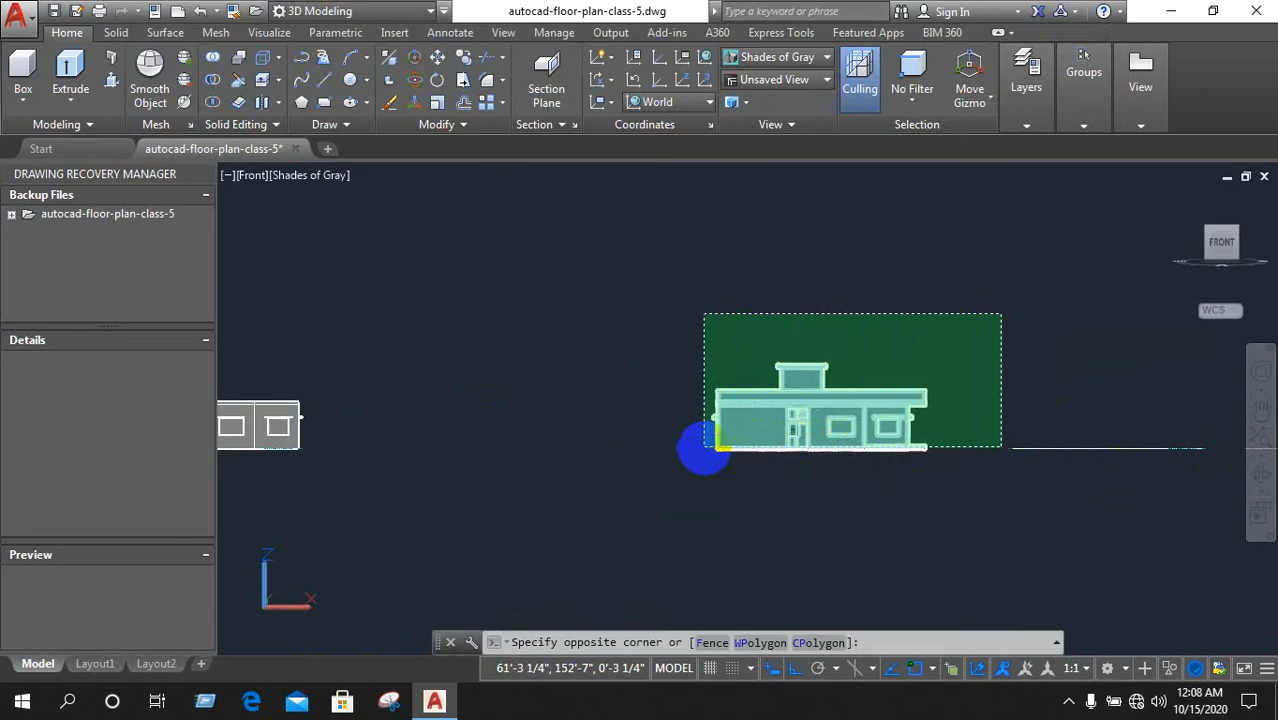 3D Modeling
autocad-floor-plan-class-5.dwg
Type a keyword or phrase
Sign In
Home Solid Surface Mesh Visualize Parametric Insert Annotate View Manage Output Add-ins A360 Express Tools Featured Apps BIM 360
Box
Extrude
Smooth Object
Section Plane
Shades of Gray
Unsaved View
World
Culling
No Filter
Move Gizmo
Layers
Groups
View
Modeling
Mesh
Solid Editing
Draw
Modify
Section
Coordinates
View
Selection
Start
autocad-floor-plan-class-5*
DRAWING RECOVERY MANAGER
Backup Files
autocad-floor-plan-class-5
Details
Preview
[−][Front][Shades of Gray]
FRONT
WCS
Z
X
Specify opposite corner or [Fence WPolygon CPolygon]:
Model Layout1 Layout2
61'-3 1/4", 152'-7", 0'-3 1/4" MODEL
1:1
12:08 AM
10/15/2020